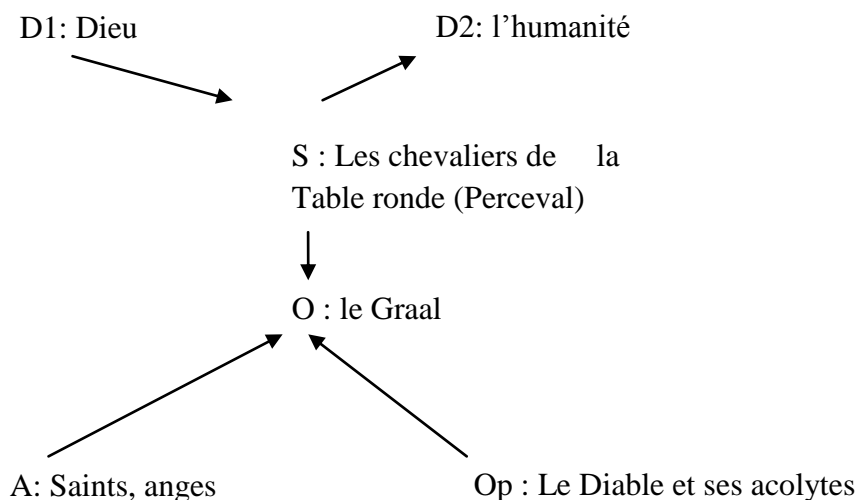 D1: Dieu
D2: l’humanité
S : Les chevaliers de la
Table ronde (Perceval)
O : le Graal
A: Saints, anges
Op : Le Diable et ses acolytes